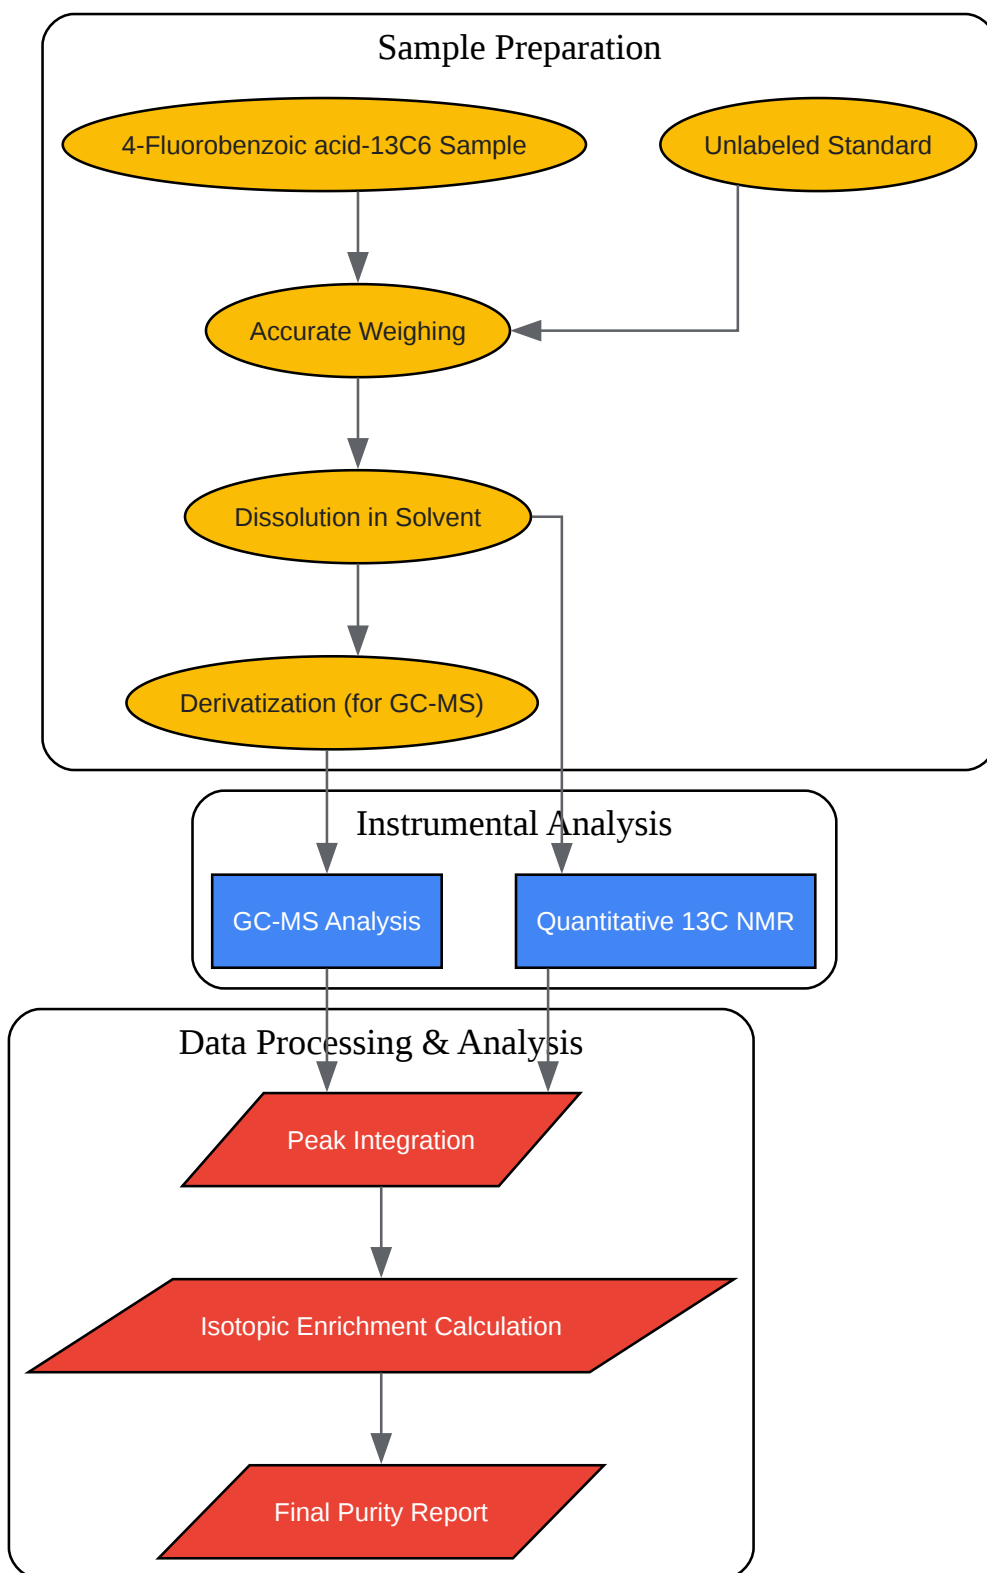 Sample Preparation
4-Fluorobenzoic acid-13C6 Sample
Unlabeled Standard
Accurate Weighing
Dissolution in Solvent
Derivatization (for GC-MS)
Instrumental Analysis
GC-MS Analysis
Quantitative 13C NMR
Data Processing & Analysis
Peak Integration
Isotopic Enrichment Calculation
Final Purity Report